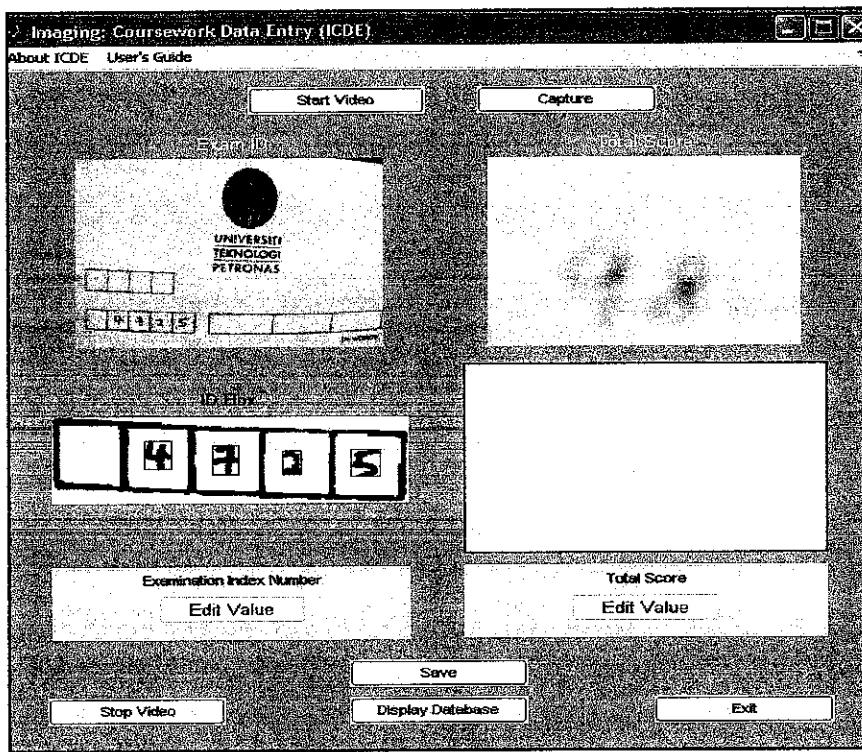 Imaging: Coursework Data Entry (ICDE)
About ICDE User's Guide
Start Video Capture
Exam ID Total Score
UNIVERSITI
TEKNOLOGI
PETRONAS
ID Box
4 7 5
Examination Index Number Total Score
Edit Value Edit Value
Save
Stop Video Display Database Exit